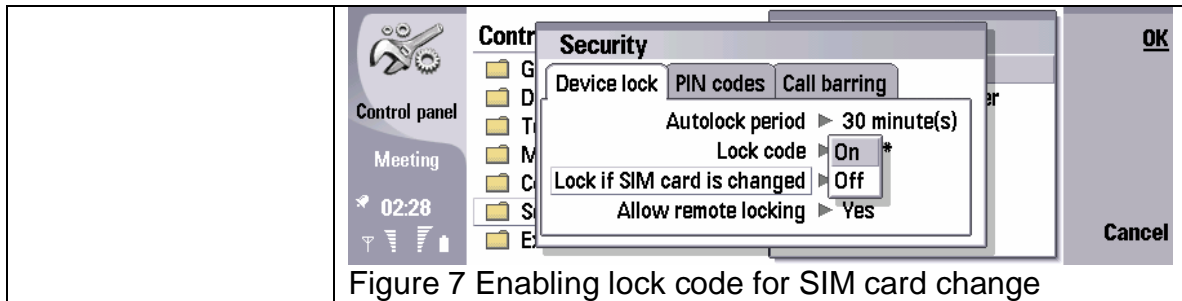 Control panel
Meeting
02:28
Contr
G
D
T
M
C
S
E
Security
Device lock PIN codes Call barring
Autolock period 30 minute(s)
Lock code *
Lock if SIM card is changed On
Off
Allow remote locking Yes
er
OK
Cancel
Figure 7 Enabling lock code for SIM card change